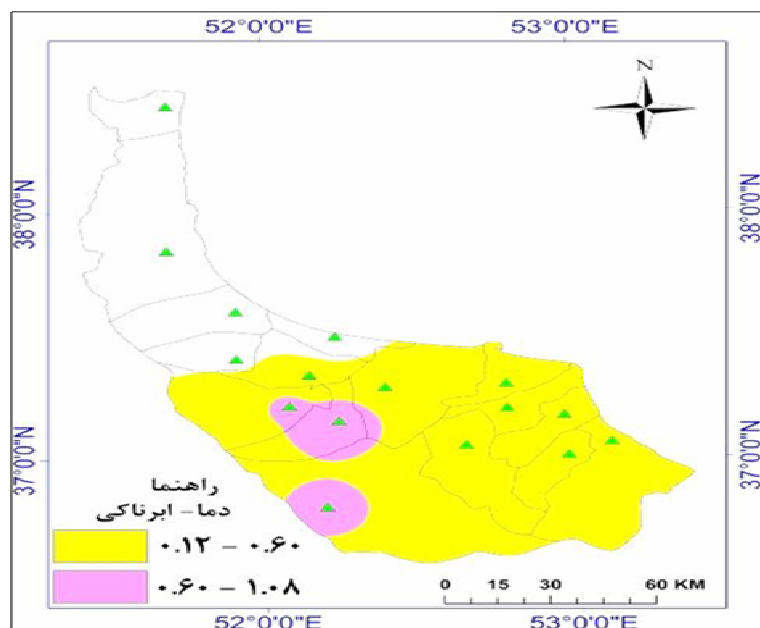 52°0'0"E 53°0'0"E
N
38°0'0"N 38°0'0"N
37°0'0"N 37°0'0"N
راهنما
دما - ابرناکی
۰.۱۲ - ۰.۶۰
۰.۶۰ - ۱.۰۸
0 15 30 60 KM
52°0'0"E 53°0'0"E